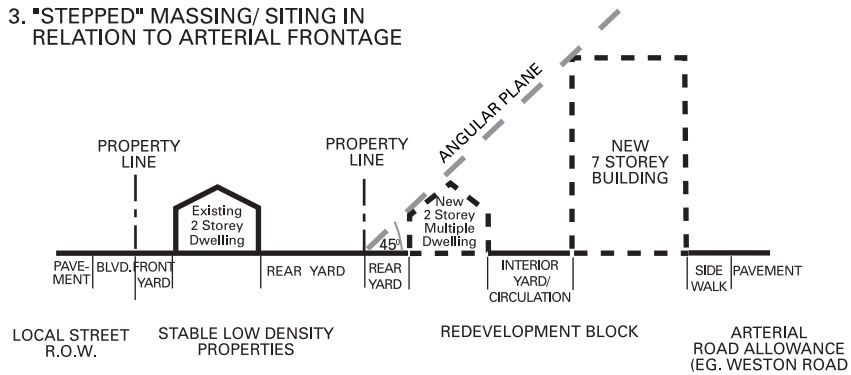 3. "STEPPED" MASSING/ SITING IN
RELATION TO ARTERIAL FRONTAGE
ANGULAR PLANE
PROPERTY
LINE
PROPERTY
LINE
NEW
7 STOREY
BUILDING
Existing
2 Storey
Dwelling
New
2 Storey
Multiple
Dwelling
45⁰
PAVE-
MENT
BLVD.
FRONT
YARD
REAR YARD
REAR
YARD
INTERIOR
YARD/
CIRCULATION
SIDE
WALK
PAVEMENT
LOCAL STREET
R.O.W.
STABLE LOW DENSITY
PROPERTIES
REDEVELOPMENT BLOCK
ARTERIAL
ROAD ALLOWANCE
(EG. WESTON ROAD